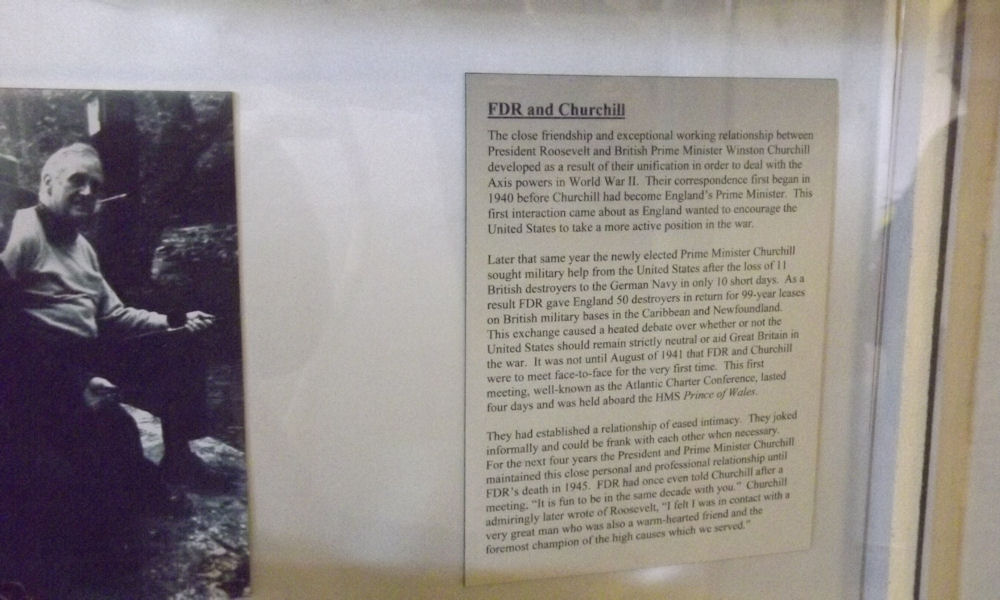 FDR and Churchill
The close friendship and exceptional working relationship between
President Roosevelt and British Prime Minister Winston Churchill
developed as a result of their unification in order to deal with the
Axis powers in World War II.  Their correspondence first began in
1940 before Churchill had become England's Prime Minister.  This
first interaction came about as England wanted to encourage the
United States to take a more active position in the war.
Later that same year the newly elected Prime Minister Churchill
sought military help from the United States after the loss of 11
British destroyers to the German Navy in only 10 short days.  As a
result FDR gave England 50 destroyers in return for 99-year leases
on British military bases in the Caribbean and Newfoundland.
This exchange caused a heated debate over whether or not the
United States should remain strictly neutral or aid Great Britain in
the war.  It was not until August of 1941 that FDR and Churchill
were to meet face-to-face for the very first time.  This first
meeting, well-known as the Atlantic Charter Conference, lasted
four days and was held aboard the HMS Prince of Wales.
They had established a relationship of eased intimacy.  They joked
informally and could be frank with each other when necessary.
For the next four years the President and Prime Minister Churchill
maintained this close personal and professional relationship until
FDR's death in 1945.  FDR had once even told Churchill after a
meeting, "It is fun to be in the same decade with you."  Churchill
admiringly later wrote of Roosevelt, "I felt I was in contact with a
very great man who was also a warm-hearted friend and the
foremost champion of the high causes which we served."